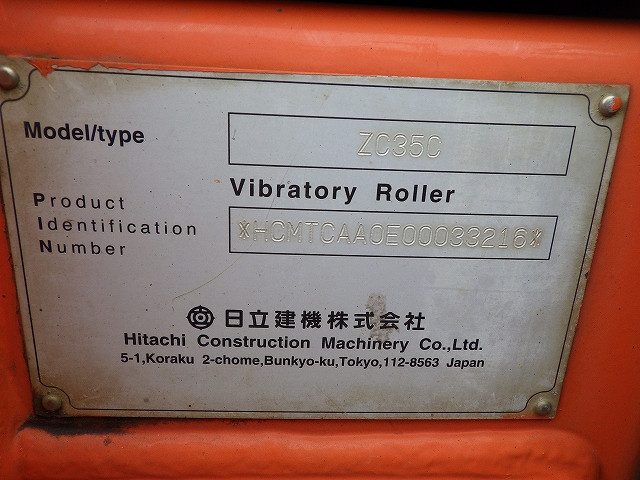 Model/type ZC35C
Vibratory Roller
Product
Identification
Number
*HCMTCAA0E00033216*
日立建機株式会社
Hitachi Construction Machinery Co.,Ltd.
5-1,Koraku 2-chome,Bunkyo-ku,Tokyo,112-8563 Japan